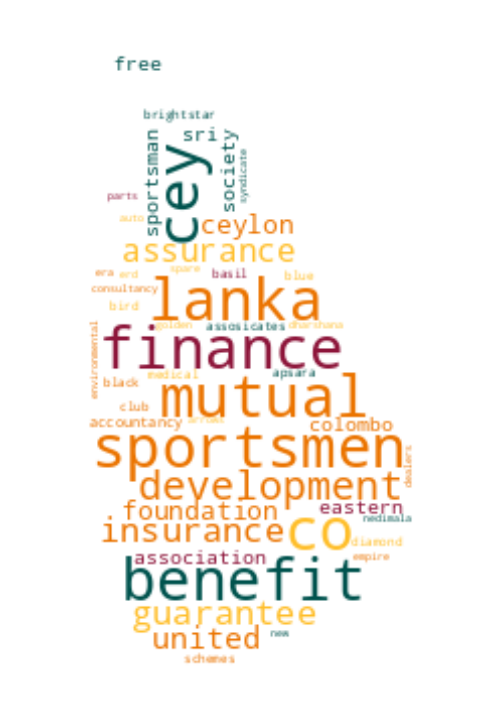 free
brightstar
sportsman
cey
sri
society
syndicate
parts
auto
ceylon
assurance
era
erd
spare
basil
blue
consultancy
bird
lanka
golden
assosicates
dharshana
environmental
finance
black
medical
apsara
mutual
club
accountancy
arrows
colombo
sportsmen
dealers
development
foundation
eastern
nedimala
insurance
co
diamond
association
empire
benefit
guarantee
united
new
schemes